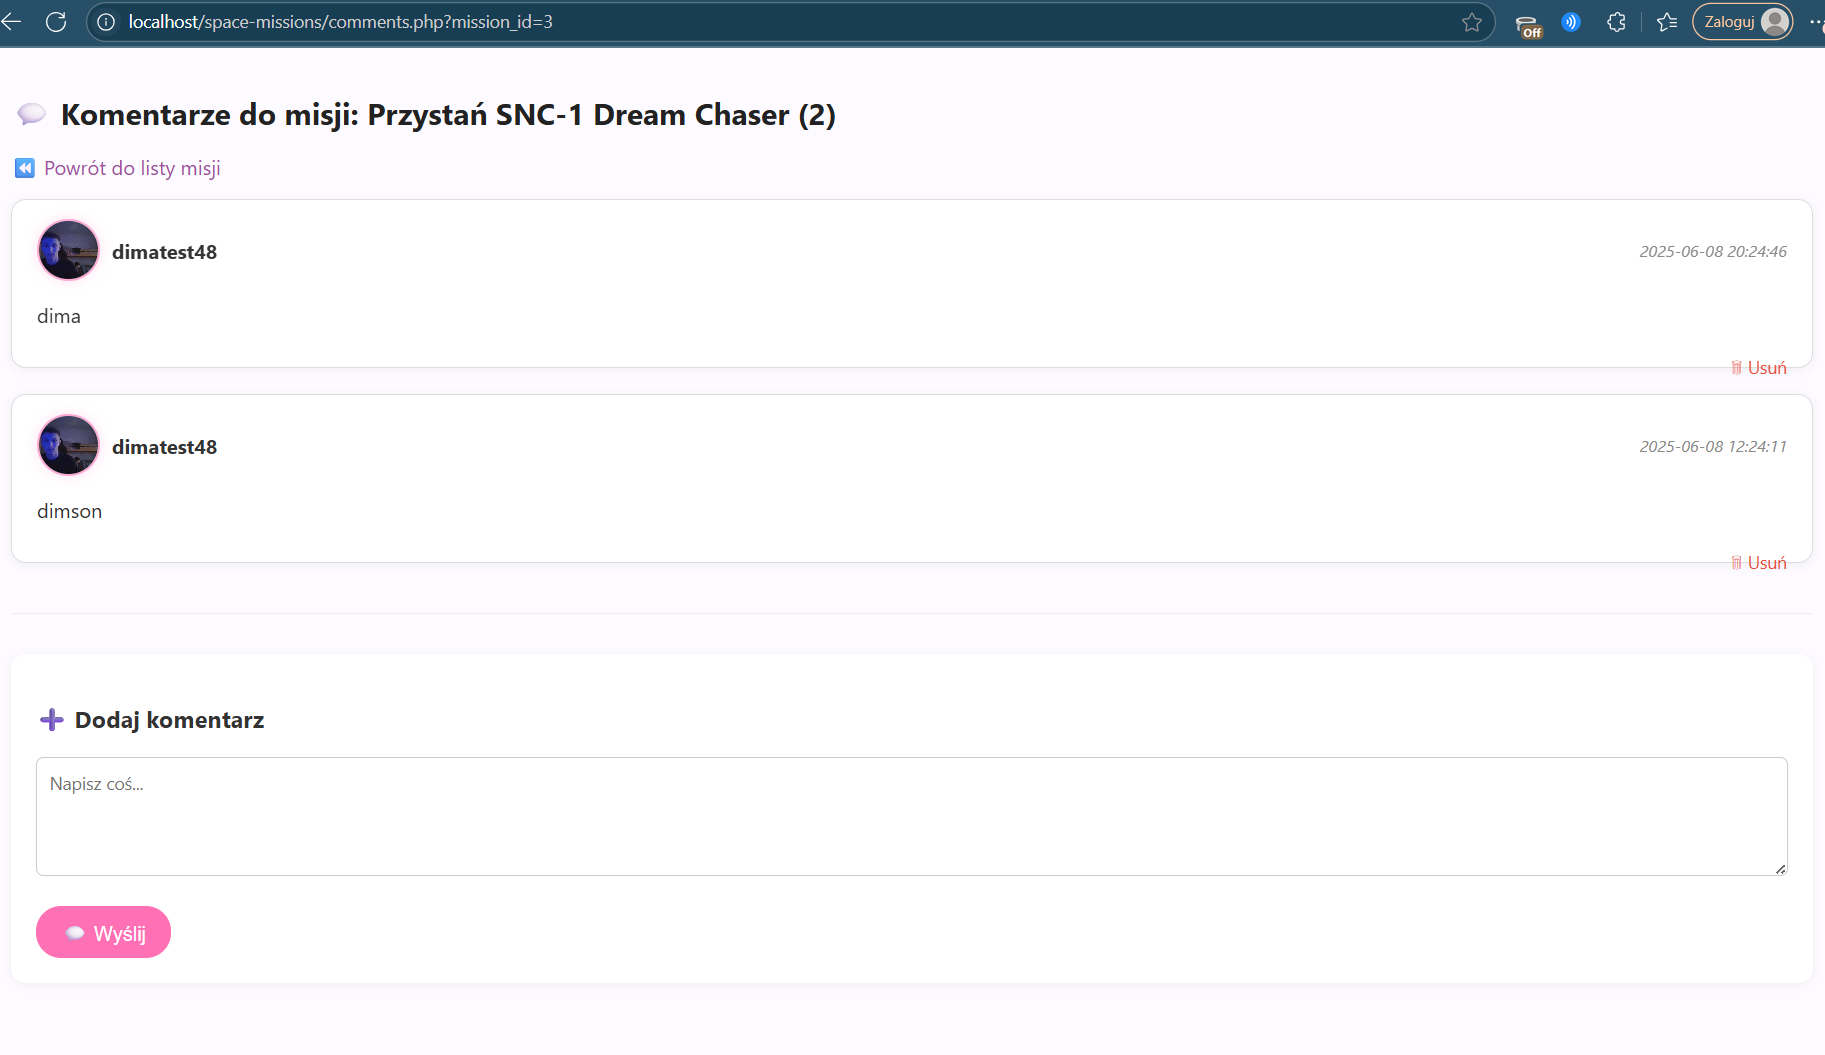 localhost/space-missions/comments.php?mission_id=3
Off
Zaloguj
Komentarze do misji: Przystań SNC-1 Dream Chaser (2)
Powrót do listy misji
dimatest48
2025-06-08 20:24:46
dima
Usuń
dimatest48
2025-06-08 12:24:11
dimson
Usuń
Dodaj komentarz
Napisz coś...
Wyślij